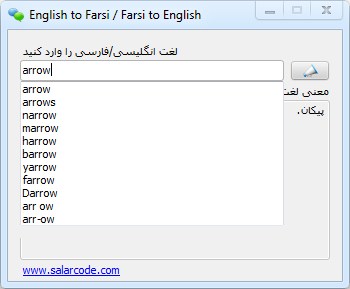 English to Farsi / Farsi to English
لغت انگلیسی/فارسی را وارد کنید
arrow
معنی لغت
arrow
arrows
narrow
marrow
harrow
barrow
yarrow
farrow
Darrow
arr ow
arr-ow
پیکان.
www.salarcode.com